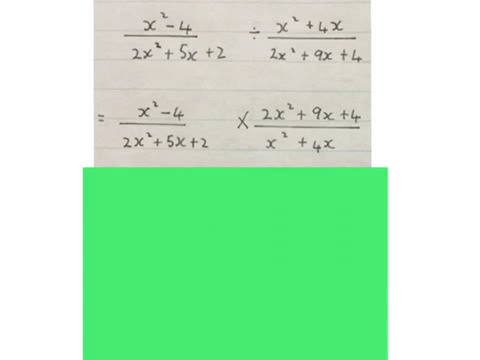 x² - 4 / 2x² + 5x + 2 ÷ x² + 4x / 2x² + 9x + 4
= x² - 4 / 2x² + 5x + 2 × 2x² + 9x + 4 / x² + 4x